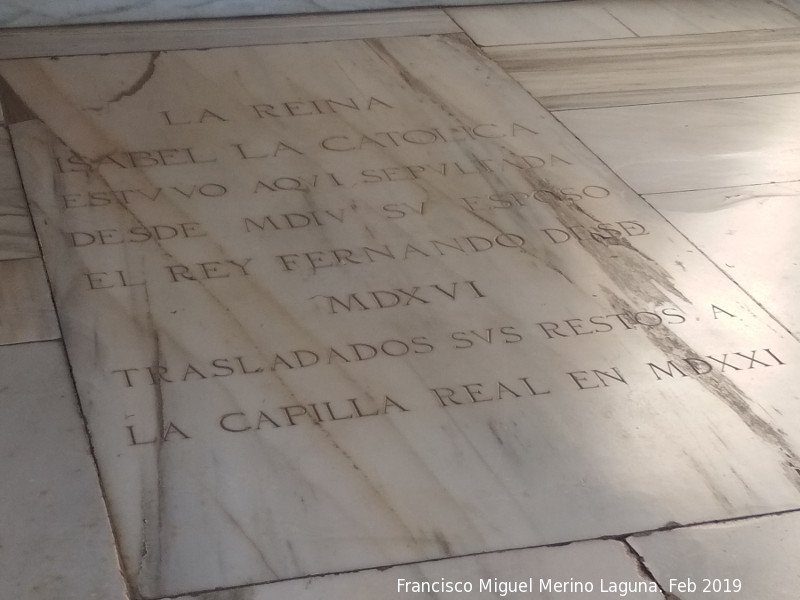 LA REINA
ISABEL LA CATOLICA
ESTVVO AQVI SEPVLTADA
DESDE MDIV SV ESPOSO
EL REY FERNANDO DESDE
MDXVI
TRASLADADOS SVS RESTOS A
LA CAPILLA REAL EN MDXXI
Francisco Miguel Merino Laguna. Feb 2019